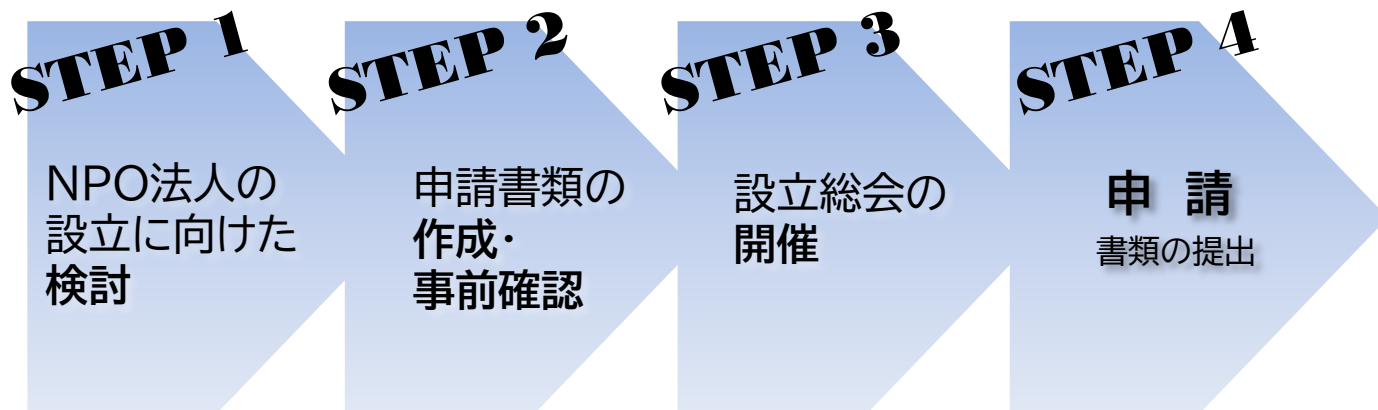 STEP 1
NPO法人の
設立に向けた
検討
STEP 2
申請書類の
作成・
事前確認
STEP 3
設立総会の
開催
STEP 4
申 請
書類の提出